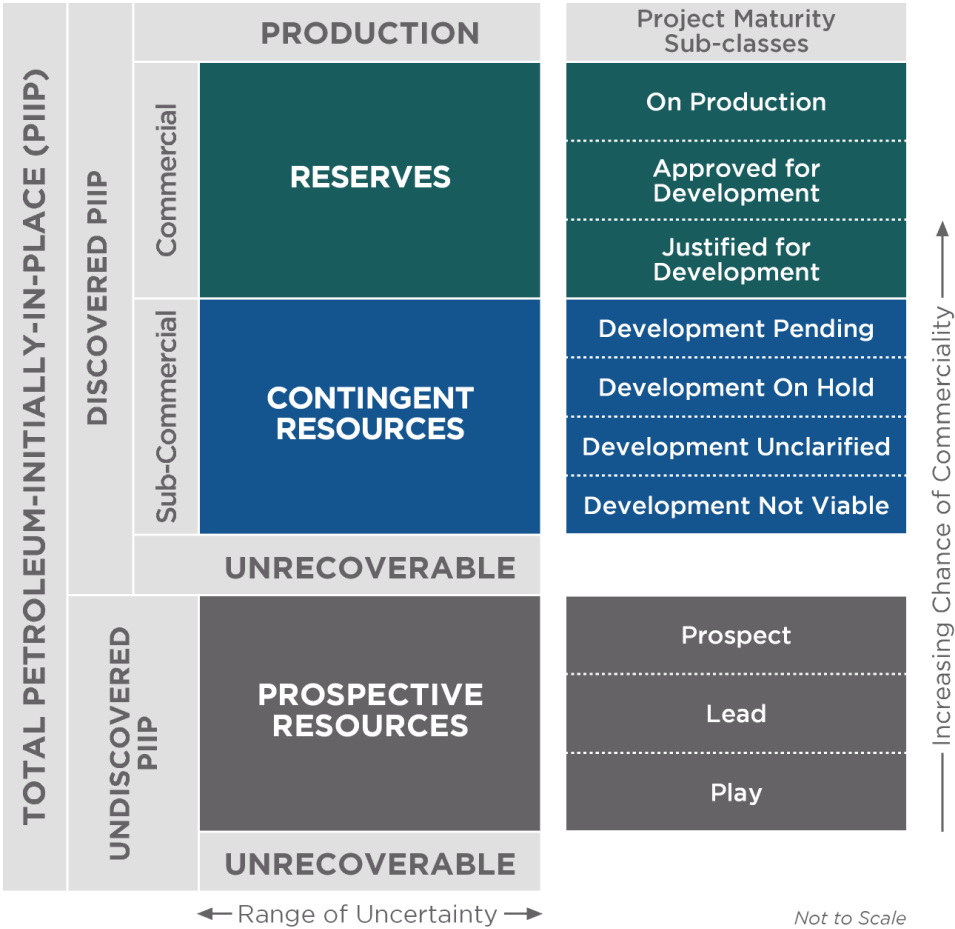 TOTAL PETROLEUM-INITIALLY-IN-PLACE (PIIP)
DISCOVERED PIIP
UNDISCOVERED
PIIP
Commercial
Sub-Commercial
PRODUCTION
RESERVES
CONTINGENT
RESOURCES
UNRECOVERABLE
PROSPECTIVE
RESOURCES
UNRECOVERABLE
Range of Uncertainty
Project Maturity
Sub-classes
On Production
Approved for
Development
Justified for
Development
Development Pending
Development On Hold
Development Unclarified
Development Not Viable
Prospect
Lead
Play
Increasing Chance of Commerciality
Not to Scale